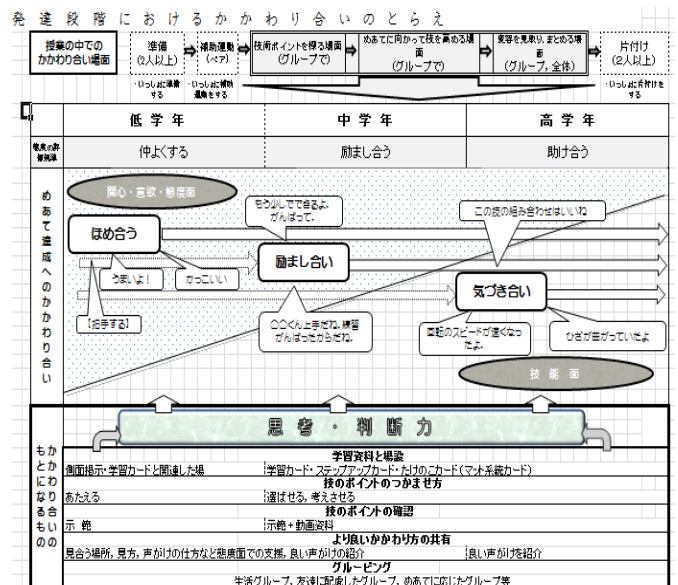 発達段階におけるかかわり合いのとらえ
授業の中での
かかわり合い場面
準備
(2人以上)
補助運動
(ペア)
技術ポイントを探る場面
(グループで)
めあてに向かって技を高める場
面
(グループで)
変容を見取り、まとめる場
面
(グループ、全体)
片付け
(2人以上)
・いっしょに準備
する
・いっしょに補助
運動をする
・いっしょに片付けを
する
低学年
中学年
高学年
態度の評
価規準
仲よくする
励まし合う
助け合う
めあて達成へのかかわり合い
関心・意欲・態度面
もう少しでできるよ。
がんばって。
この技の組み合わせはいいね
ほめ合う
励まし合い
気づき合い
うまいよ!
かっこいい
【拍手する】
〇〇くん上手だね。練習
がんばったからだね。
回転のスピードが速くなっ
たよ。
ひざが曲がっていたよ
技能面
思考・判断力
かかわり合いの
もとになるもの
学習資料と場設
側面掲示・学習カードと関連した場
学習カード・ステップアップカード・たけのこカード(マット系統カード)
技のポイントのつかませ方
あたえる
選ばせる、考えさせる
技のポイントの確認
示範
示範+動画資料
より良いかかわり方の共有
見合う場所、見方、声がけの仕方など態度面での支援、良い声がけの紹介
良い声がけを紹介
グルーピング
生活グループ、友達に配慮したグループ、めあてに応じたグループ等